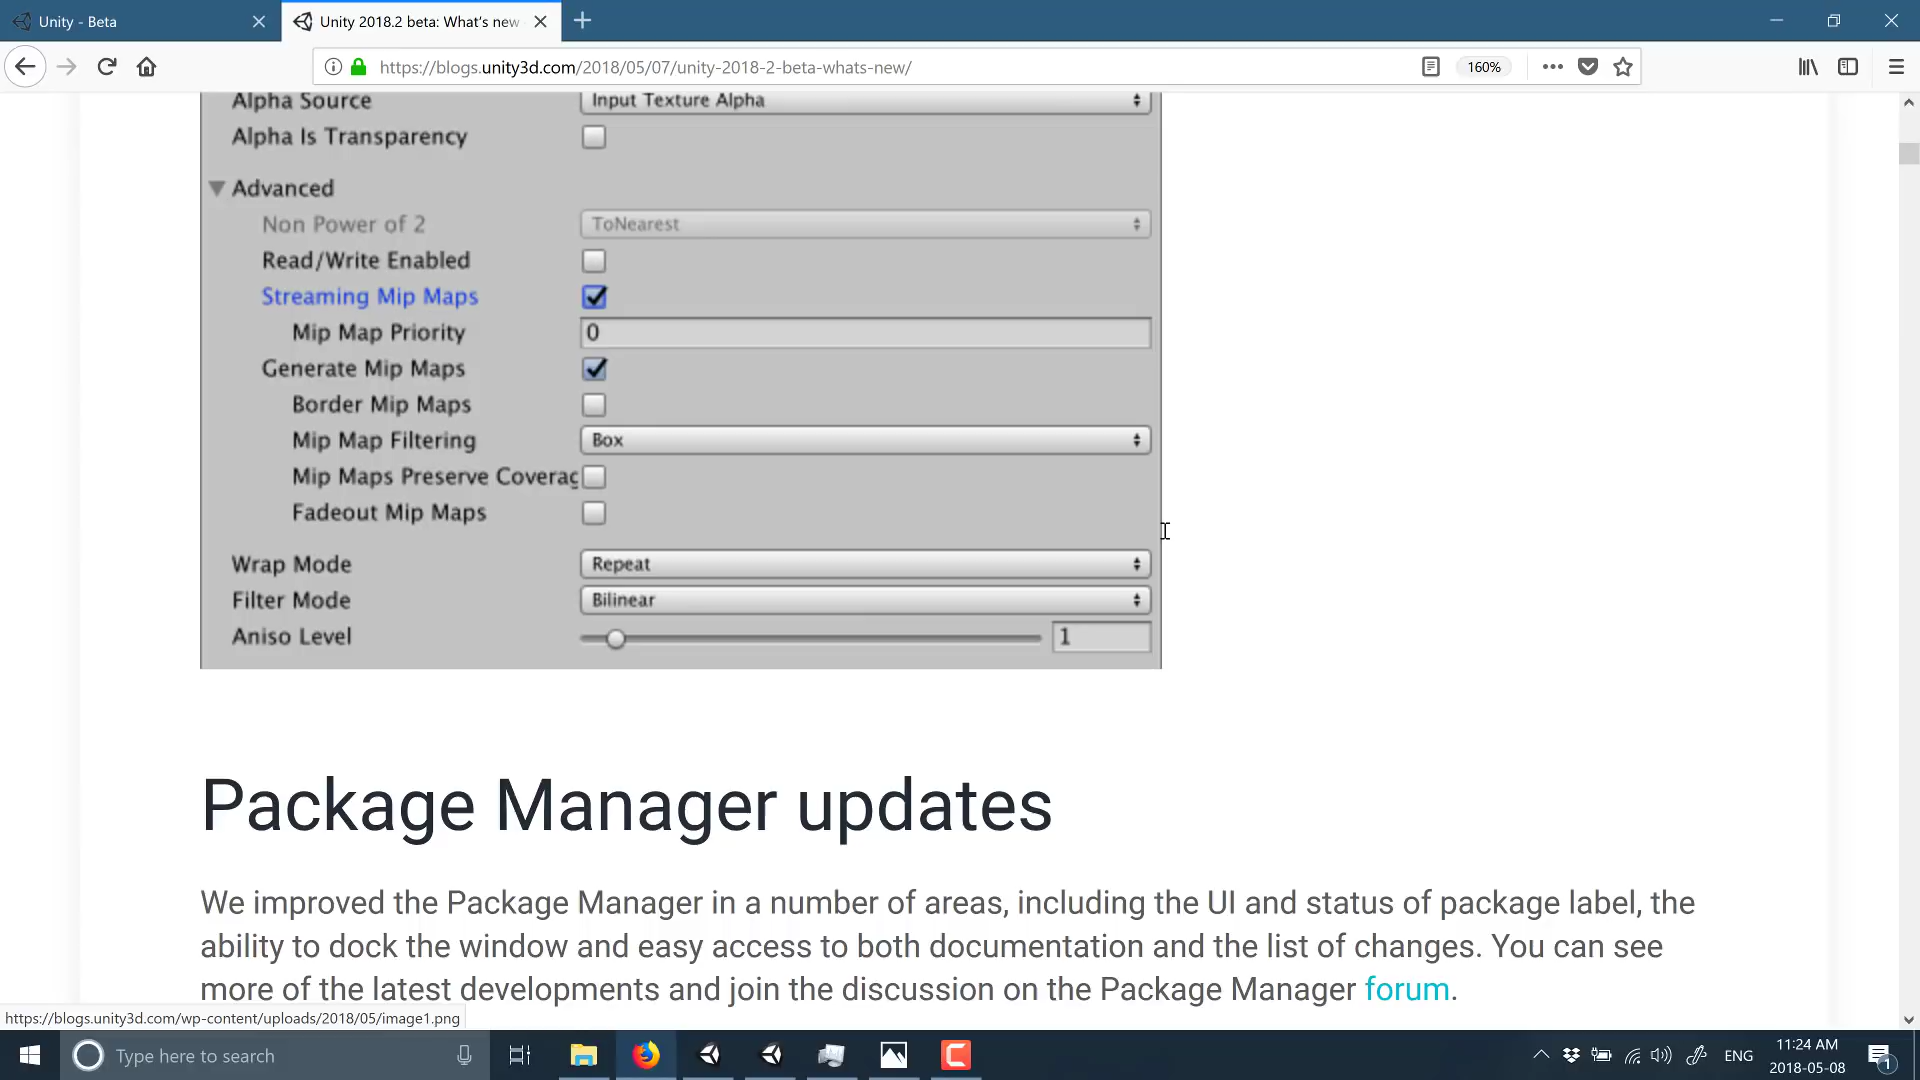 Unity - Beta
Unity 2018.2 beta: What's new
https://blogs.unity3d.com/2018/05/07/unity-2018-2-beta-whats-new/
160%
Alpha Source Input Texture Alpha
Alpha Is Transparency
Advanced
Non Power of 2 ToNearest
Read/Write Enabled
Streaming Mip Maps
Mip Map Priority 0
Generate Mip Maps
Border Mip Maps
Mip Map Filtering Box
Mip Maps Preserve Coverag
Fadeout Mip Maps
Wrap Mode Repeat
Filter Mode Bilinear
Aniso Level 1
Package Manager updates
We improved the Package Manager in a number of areas, including the UI and status of package label, the
ability to dock the window and easy access to both documentation and the list of changes. You can see
more of the latest developments and join the discussion on the Package Manager forum.
https://blogs.unity3d.com/wp-content/uploads/2018/05/image1.png
Type here to search
ENG
11:24 AM
2018-05-08
1